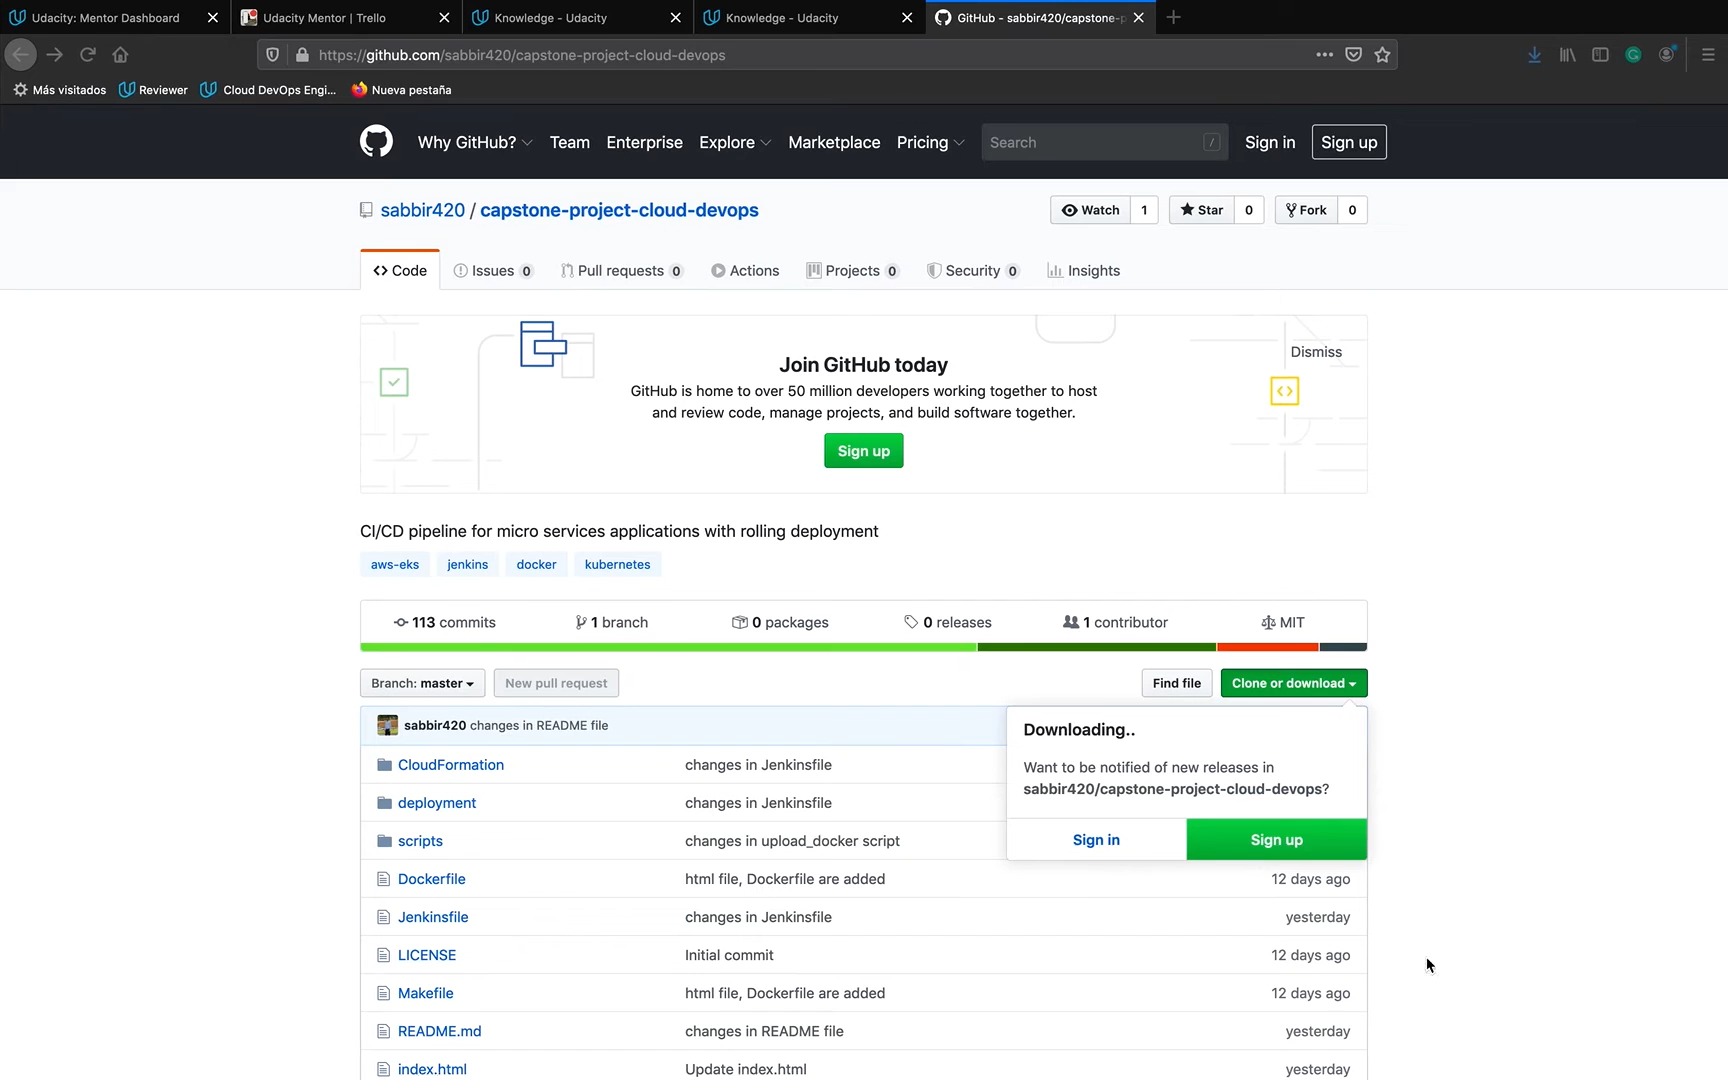 Udacity: Mentor Dashboard
Udacity Mentor | Trello
Knowledge - Udacity
Knowledge - Udacity
GitHub - sabbir420/capstone-p
https://github.com/sabbir420/capstone-project-cloud-devops
Más visitados
Reviewer
Cloud DevOps Engi...
Nueva pestaña
Why GitHub?
Team
Enterprise
Explore
Marketplace
Pricing
Search
/
Sign in
Sign up
sabbir420 / capstone-project-cloud-devops
Watch 1
Star 0
Fork 0
Code
Issues 0
Pull requests 0
Actions
Projects 0
Security 0
Insights
Join GitHub today
Dismiss
GitHub is home to over 50 million developers working together to host
and review code, manage projects, and build software together.
Sign up
CI/CD pipeline for micro services applications with rolling deployment
aws-eks
jenkins
docker
kubernetes
113 commits
1 branch
0 packages
0 releases
1 contributor
MIT
Branch: master
New pull request
Find file
Clone or download
sabbir420 changes in README file
Downloading..
Want to be notified of new releases in
sabbir420/capstone-project-cloud-devops?
Sign in
Sign up
CloudFormation changes in Jenkinsfile
deployment changes in Jenkinsfile
scripts changes in upload_docker script
Dockerfile html file, Dockerfile are added 12 days ago
Jenkinsfile changes in Jenkinsfile yesterday
LICENSE Initial commit 12 days ago
Makefile html file, Dockerfile are added 12 days ago
README.md changes in README file yesterday
index.html Update index.html yesterday